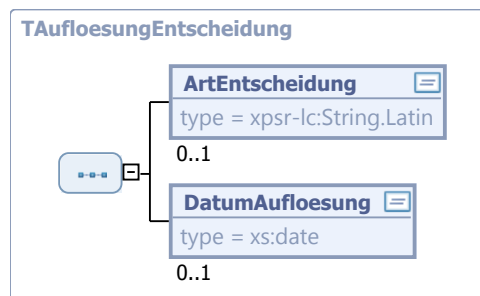 TAufloesungEntscheidung
ArtEntscheidung
type = xpsr-lc:String.Latin
0..1
DatumAufloesung
type = xs:date
0..1